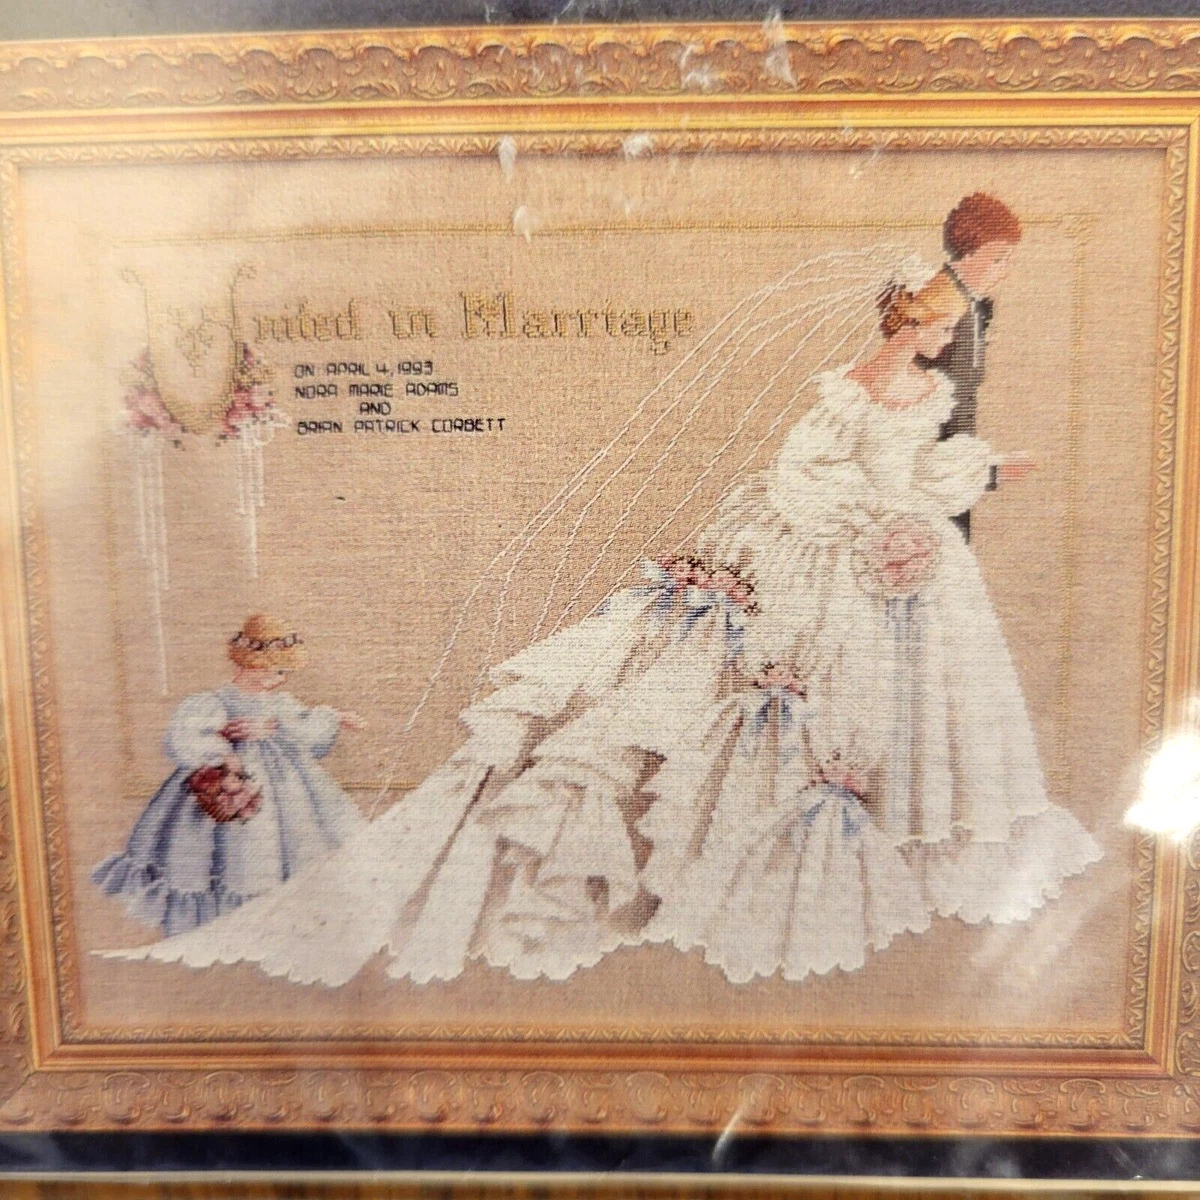 United in Marriage
ON APRIL 4, 1993
NORA MARIE ADAMS
AND
BRIAN PATRICK CORBETT